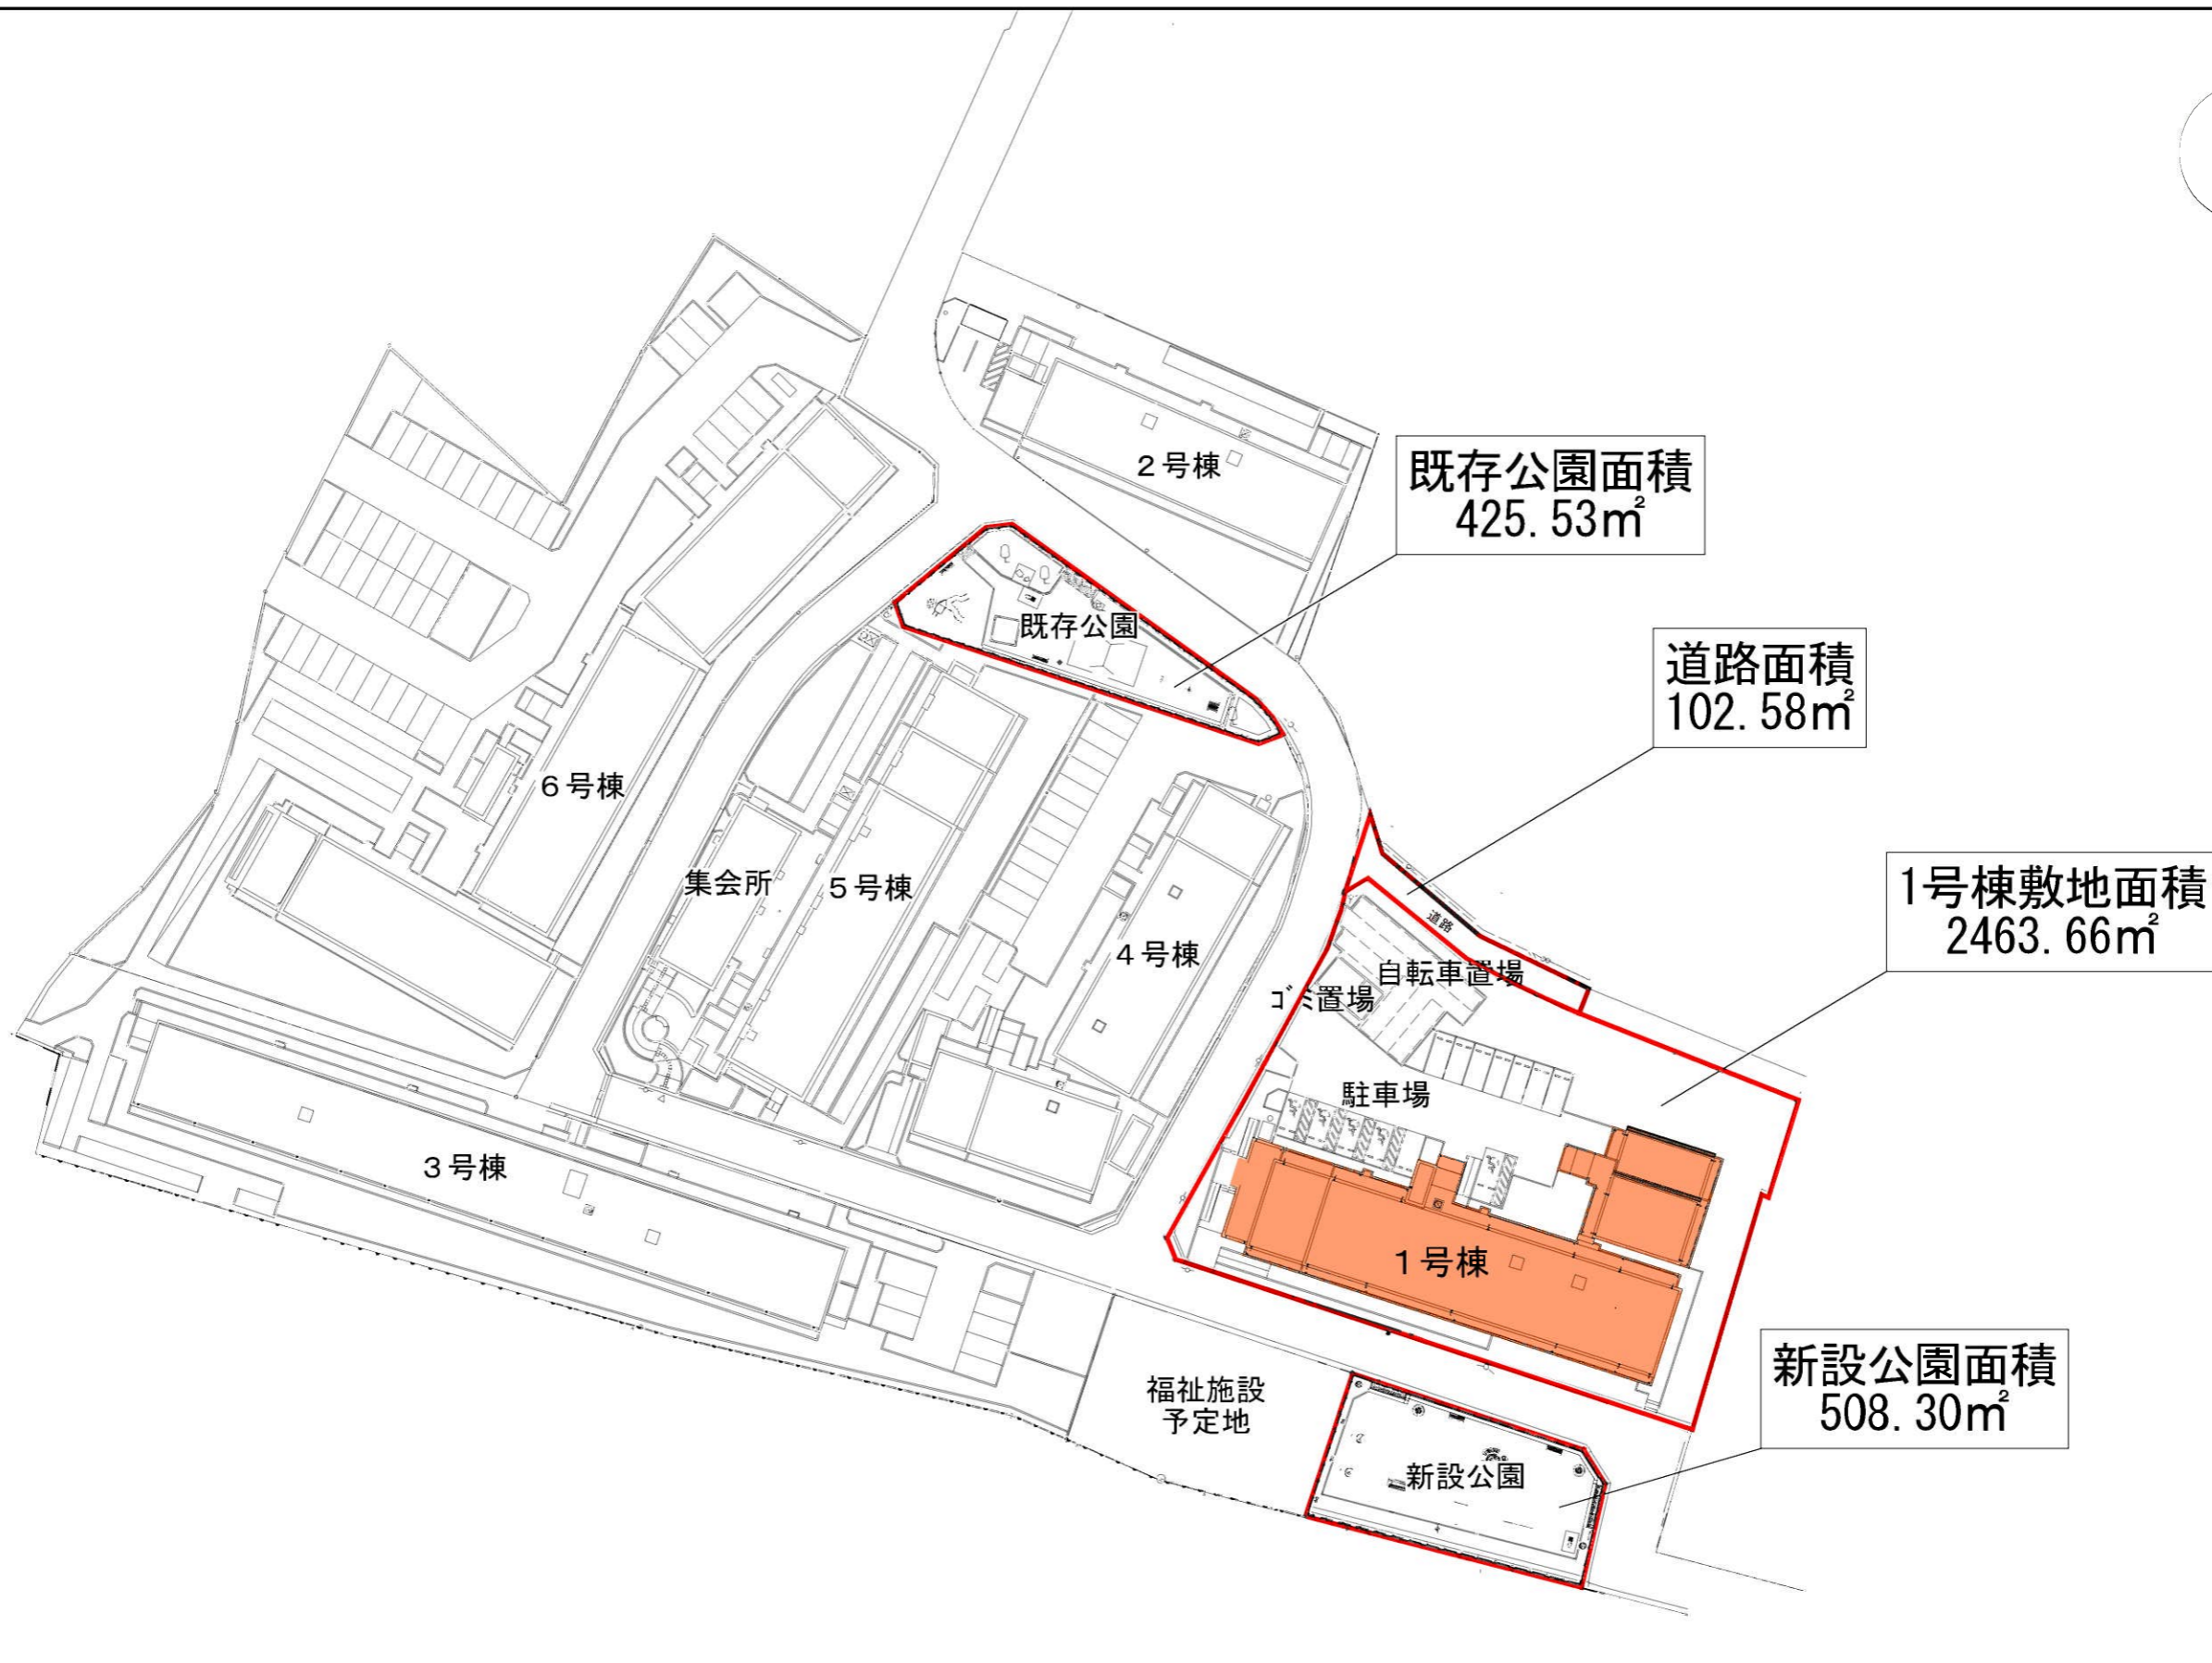 ２号棟
既存公園面積
425.53㎡
既存公園
道路面積
102.58㎡
６号棟
集会所
５号棟
４号棟
道路
1号棟敷地面積
2463.66㎡
自転車置場
ｺﾞﾐ置場
駐車場
３号棟
１号棟
新設公園面積
508.30㎡
福祉施設
予定地
新設公園